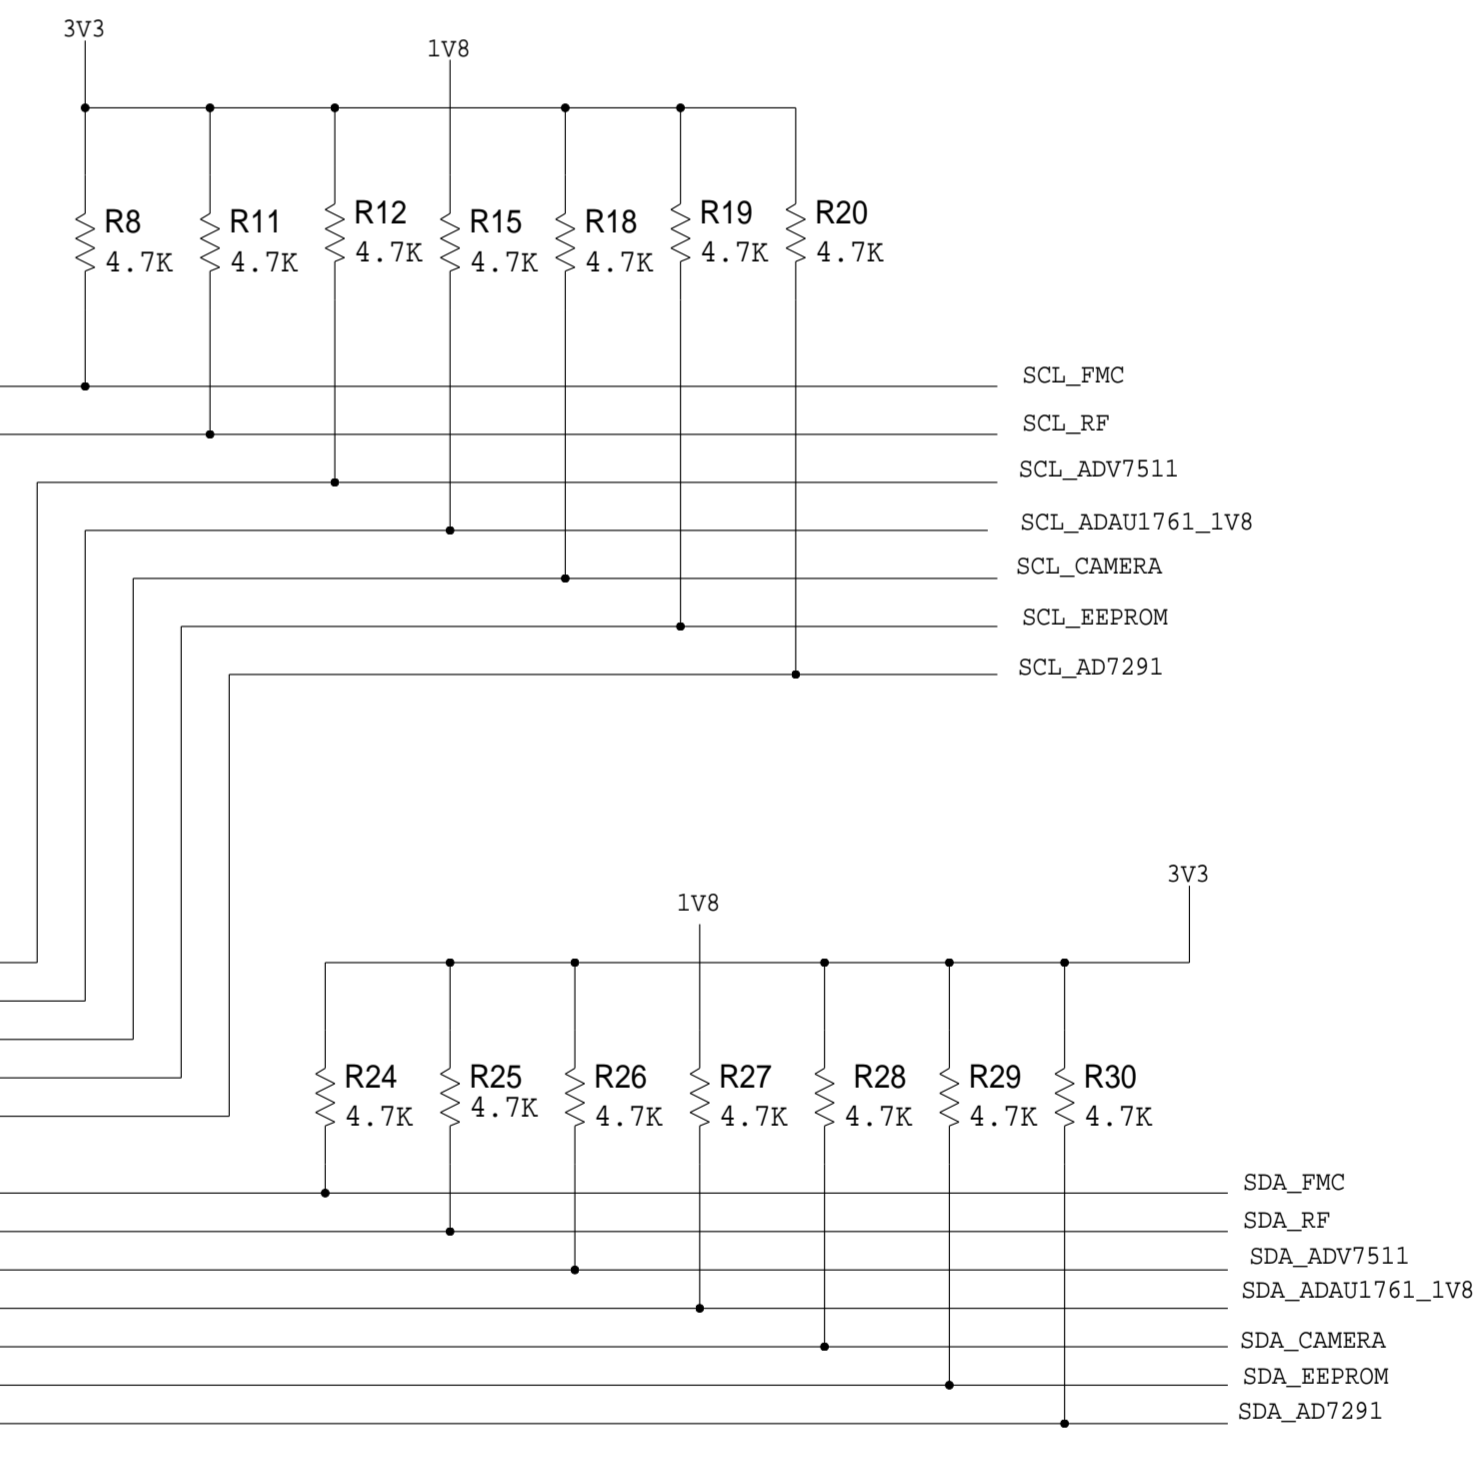 3V3
1V8
R8
4.7K
R11
4.7K
R12
4.7K
R15
4.7K
R18
4.7K
R19
4.7K
R20
4.7K
SCL_FMC
SCL_RF
SCL_ADV7511
SCL_ADAU1761_1V8
SCL_CAMERA
SCL_EEPROM
SCL_AD7291
3V3
1V8
R24
4.7K
R25
4.7K
R26
4.7K
R27
4.7K
R28
4.7K
R29
4.7K
R30
4.7K
SDA_FMC
SDA_RF
SDA_ADV7511
SDA_ADAU1761_1V8
SDA_CAMERA
SDA_EEPROM
SDA_AD7291